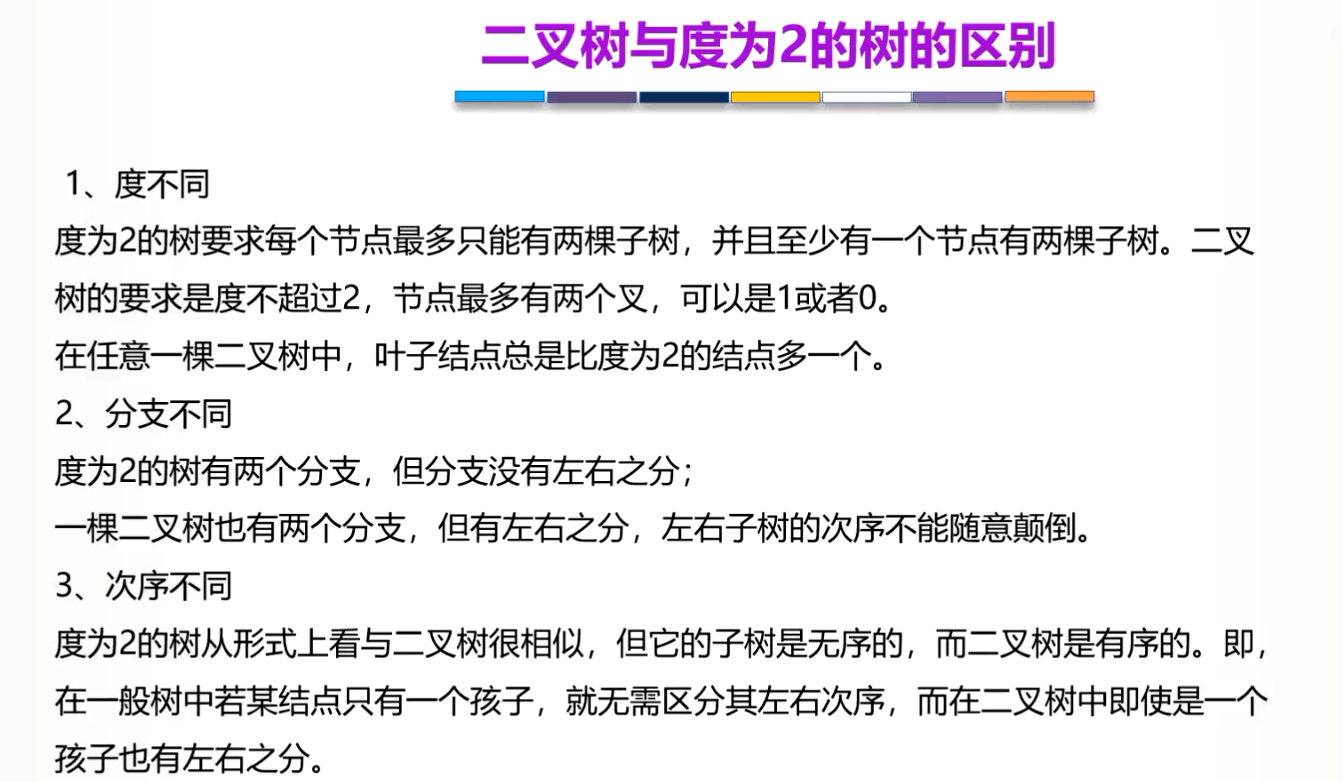 二叉树与度为2的树的区别
1、度不同
度为2的树要求每个节点最多只能有两棵子树，并且至少有一个节点有两棵子树。二叉
树的要求是度不超过2，节点最多有两个叉，可以是1或者0。
在任意一棵二叉树中，叶子结点总是比度为2的结点多一个。
2、分支不同
度为2的树有两个分支，但分支没有左右之分；
一棵二叉树也有两个分支，但有左右之分，左右子树的次序不能随意颠倒。
3、次序不同
度为2的树从形式上看与二叉树很相似，但它的子树是无序的，而二叉树是有序的。即，
在一般树中若某结点只有一个孩子，就无需区分其左右次序，而在二叉树中即使是一个
孩子也有左右之分。